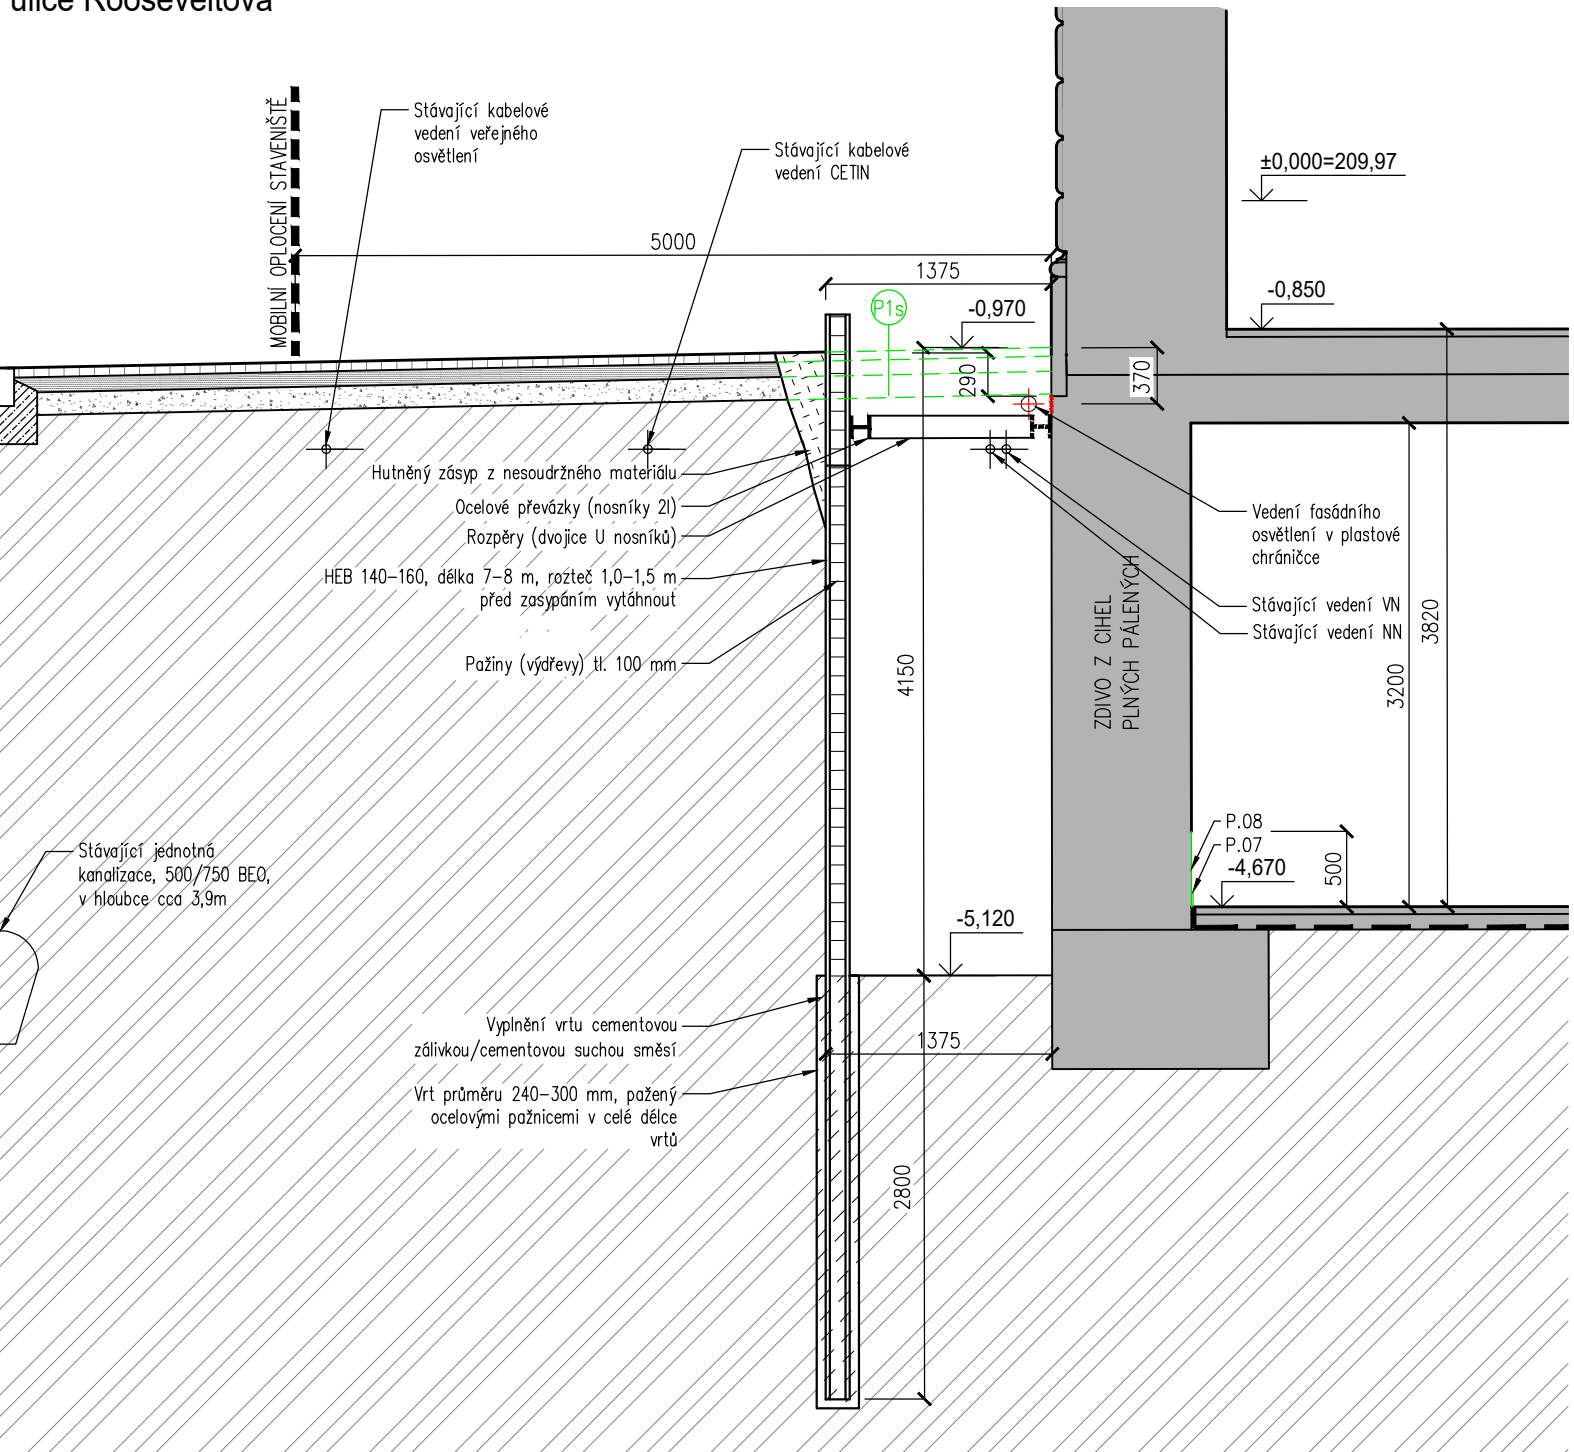 ulice Rooseveltova
MOBILNÍ OPLOCENÍ STAVENIŠTĚ
Stávající kabelové
vedení veřejného
osvětlení
Stávající kabelové
vedení CETIN
±0,000=209,97
5000
1375
-0,850
P1s
-0,970
290
370
Hutněný zásyp z nesoudržného materiálu
Ocelové převázky (nosníky 2I)
Rozpěry (dvojice U nosníků)
HEB 140-160, délka 7-8 m, rozteč 1,0-1,5 m
před zasypáním vytáhnout
Pažiny (výdřevy) tl. 100 mm
Vedení fasádního
osvětlení v plastové
chráničce
Stávající vedení VN
Stávající vedení NN
ZDIVO Z CIHEL
PLNÝCH PÁLENÝCH
4150
3200
3820
P.08
P.07
-4,670
500
Stávající jednotná
kanalizace, 500/750 BEO,
v hloubce cca 3,9m
-5,120
Vyplnění vrtu cementovou
zálivkou/cementovou suchou směsí
1375
Vrt průměru 240-300 mm, pažený
ocelovými pažnicemi v celé délce
vrtů
2800